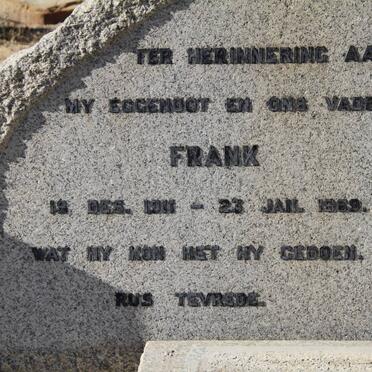 TER HERINNERING AA
MY EGGENOOT EN ONS VADE
FRANK
19 DES. 1911 - 23 JAN. 1969.
WAT HY KON HET HY GEDOEN.
RUS TEVREDE.